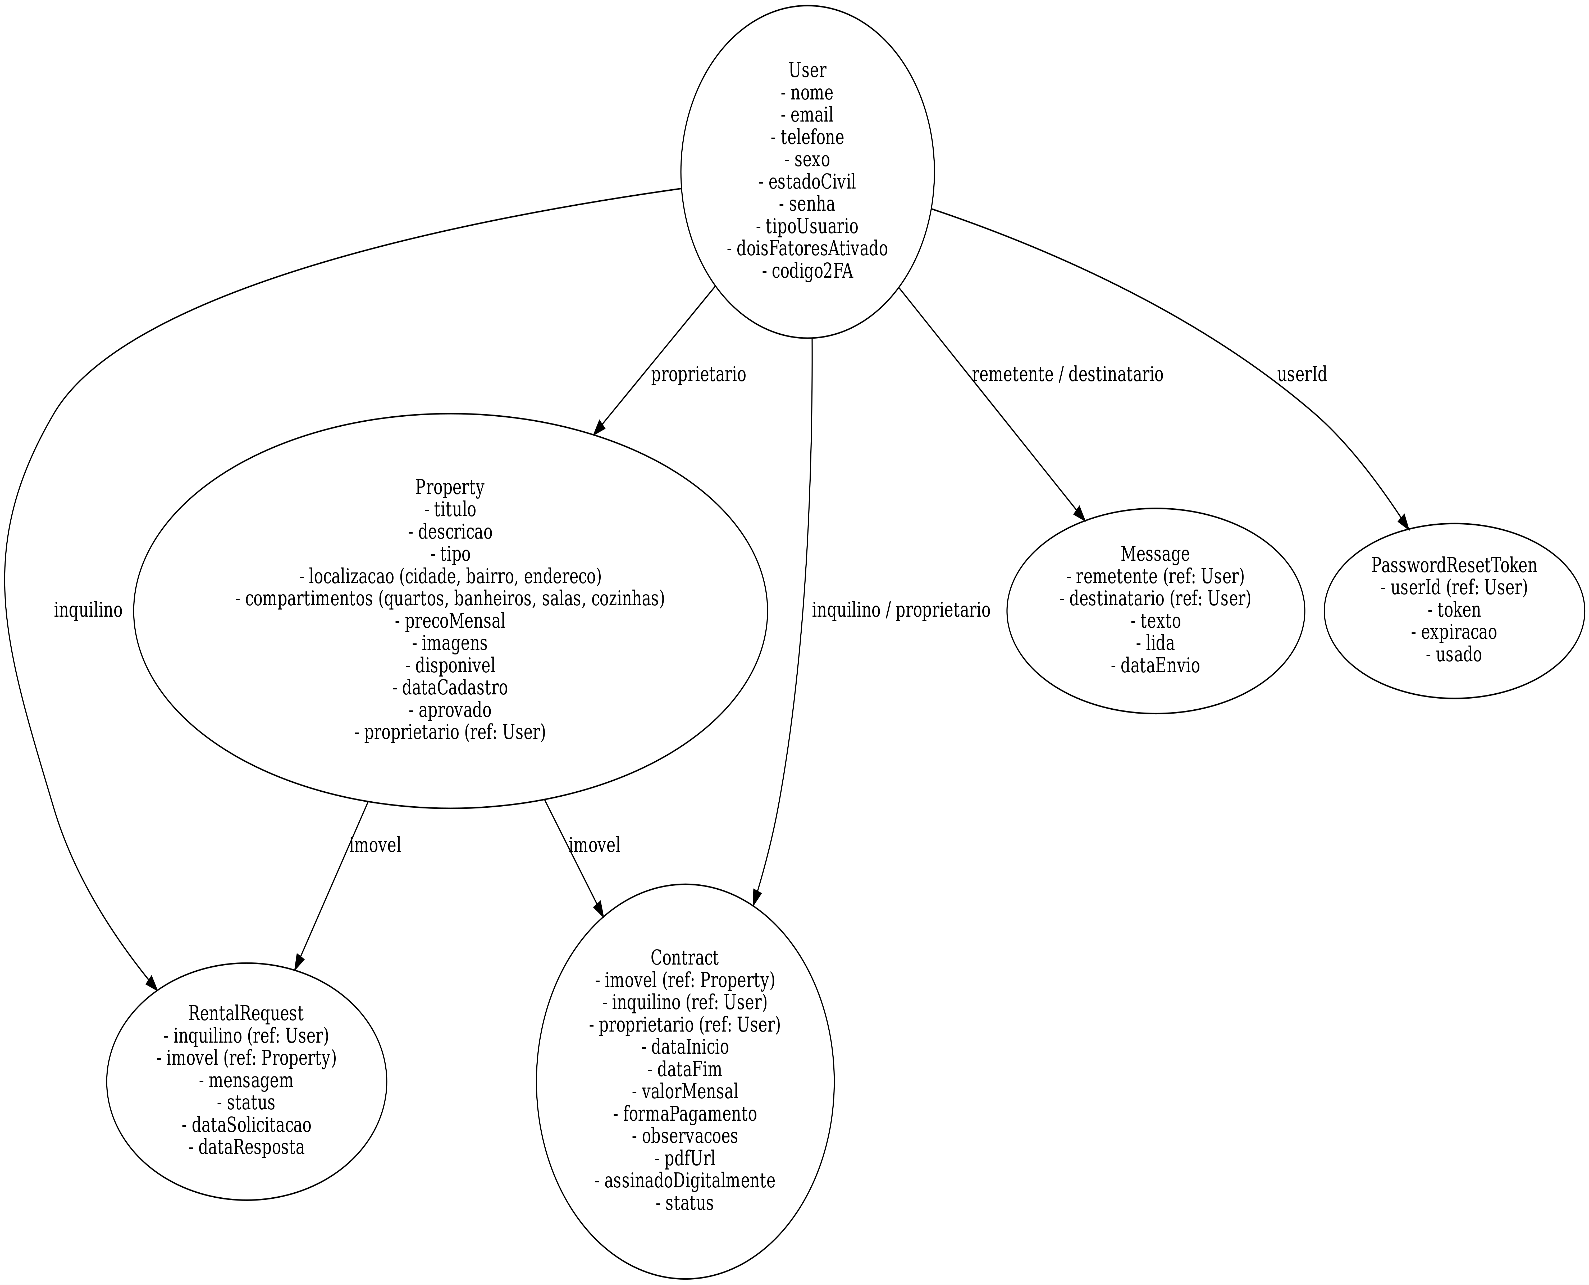 User
- nome
- email
- telefone
- sexo
- estadoCivil
- senha
- tipoUsuario
- doisFatoresAtivado
- codigo2FA
proprietario
remetente / destinatario
userId
Property
- titulo
- descricao
- tipo
- localizacao (cidade, bairro, endereco)
- compartimentos (quartos, banheiros, salas, cozinhas)
- precoMensal
- imagens
- disponivel
- dataCadastro
- aprovado
- proprietario (ref: User)
inquilino
inquilino / proprietario
Message
- remetente (ref: User)
- destinatario (ref: User)
- texto
- lida
- dataEnvio
PasswordResetToken
- userId (ref: User)
- token
- expiracao
- usado
imovel
imovel
RentalRequest
- inquilino (ref: User)
- imovel (ref: Property)
- mensagem
- status
- dataSolicitacao
- dataResposta
Contract
- imovel (ref: Property)
- inquilino (ref: User)
- proprietario (ref: User)
- dataInicio
- dataFim
- valorMensal
- formaPagamento
- observacoes
- pdfUrl
- assinadoDigitalmente
- status